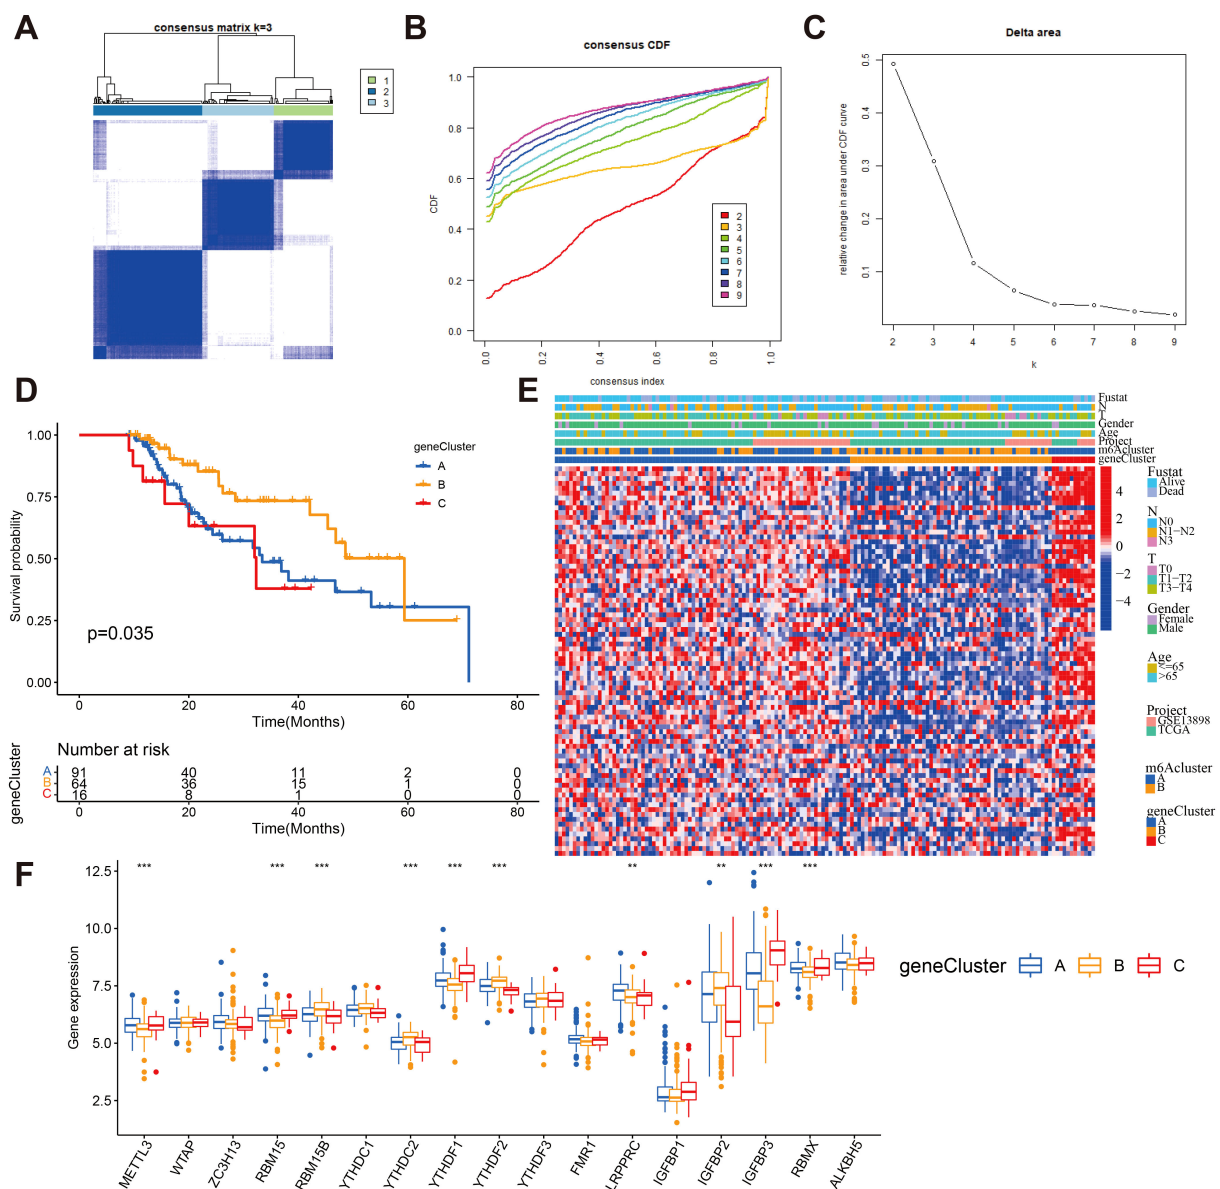 A
consensus matrix k=3
1
2
3
B
consensus CDF
1.0
0.8
0.6
0.4
0.2
0.0
CDF
0.0
0.2
0.4
0.6
0.8
1.0
consensus index
2
3
4
5
6
7
8
9
C
Delta area
relative change in area under CDF curve
0.5
0.4
0.3
0.2
0.1
2
3
4
5
6
7
8
9
k
D
geneCluster
A
B
C
Survival probability
1.00
0.75
0.50
0.25
0.00
p=0.035
0
20
40
60
80
Time(Months)
Number at risk
geneCluster
A 91 40 11 2 0
B 64 36 15 1 0
C 16 8 1 0 0
0 20 40 60 80
Time(Months)
E
Fustat
N
T
Gender
Age
Project
m6Acluster
geneCluster
4
2
0
−2
−4
Fustat
Alive
Dead
N
N0
N1−N2
N3
T
T0
T1−T2
T3−T4
Gender
Female
Male
Age
<=65
>65
Project
GSE13898
TCGA
m6Acluster
A
B
geneCluster
A
B
C
F
Gene expression
12.5
10.0
7.5
5.0
2.5
*** *** *** *** *** *** ** ** *** ***
METTL3
WTAP
ZC3H13
RBM15
RBM15B
YTHDC1
YTHDC2
YTHDF1
YTHDF2
YTHDF3
FMR1
LRPPRC
IGFBP1
IGFBP2
IGFBP3
RBMX
ALKBH5
geneCluster A B C